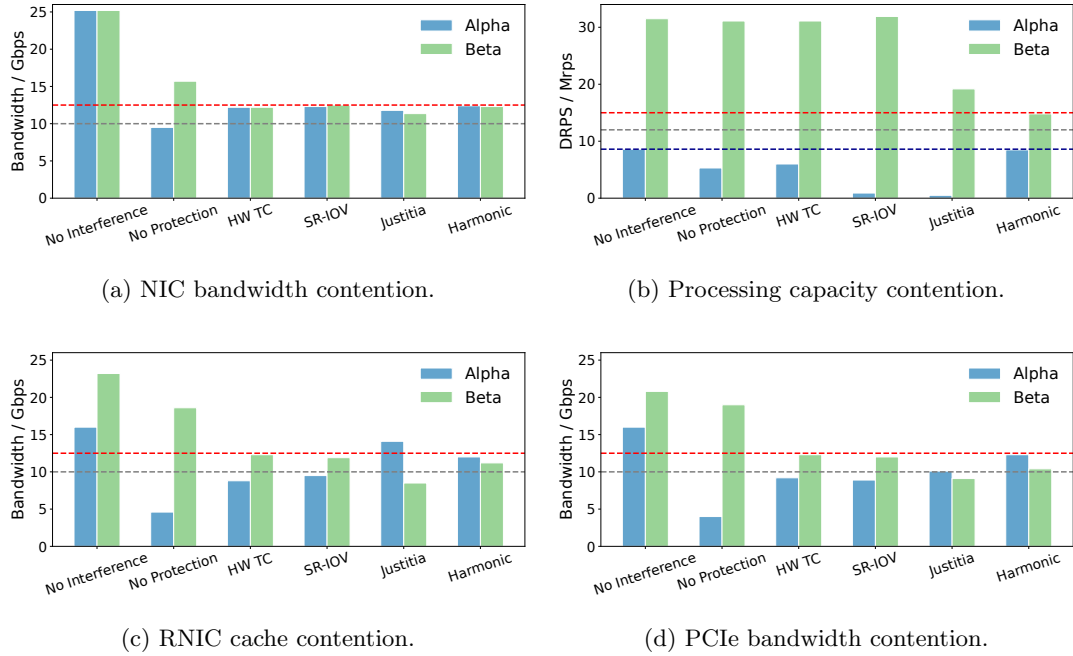 25
20
15
10
5
0
Bandwidth / Gbps
Alpha
Beta
No Interference
No Protection
HW TC
SR-IOV
Justitia
Harmonic
(a) NIC bandwidth contention.
30
20
10
0
DRPS / Mrps
Alpha
Beta
No Interference
No Protection
HW TC
SR-IOV
Justitia
Harmonic
(b) Processing capacity contention.
25
20
15
10
5
0
Bandwidth / Gbps
Alpha
Beta
No Interference
No Protection
HW TC
SR-IOV
Justitia
Harmonic
(c) RNIC cache contention.
25
20
15
10
5
0
Bandwidth / Gbps
Alpha
Beta
No Interference
No Protection
HW TC
SR-IOV
Justitia
Harmonic
(d) PCIe bandwidth contention.